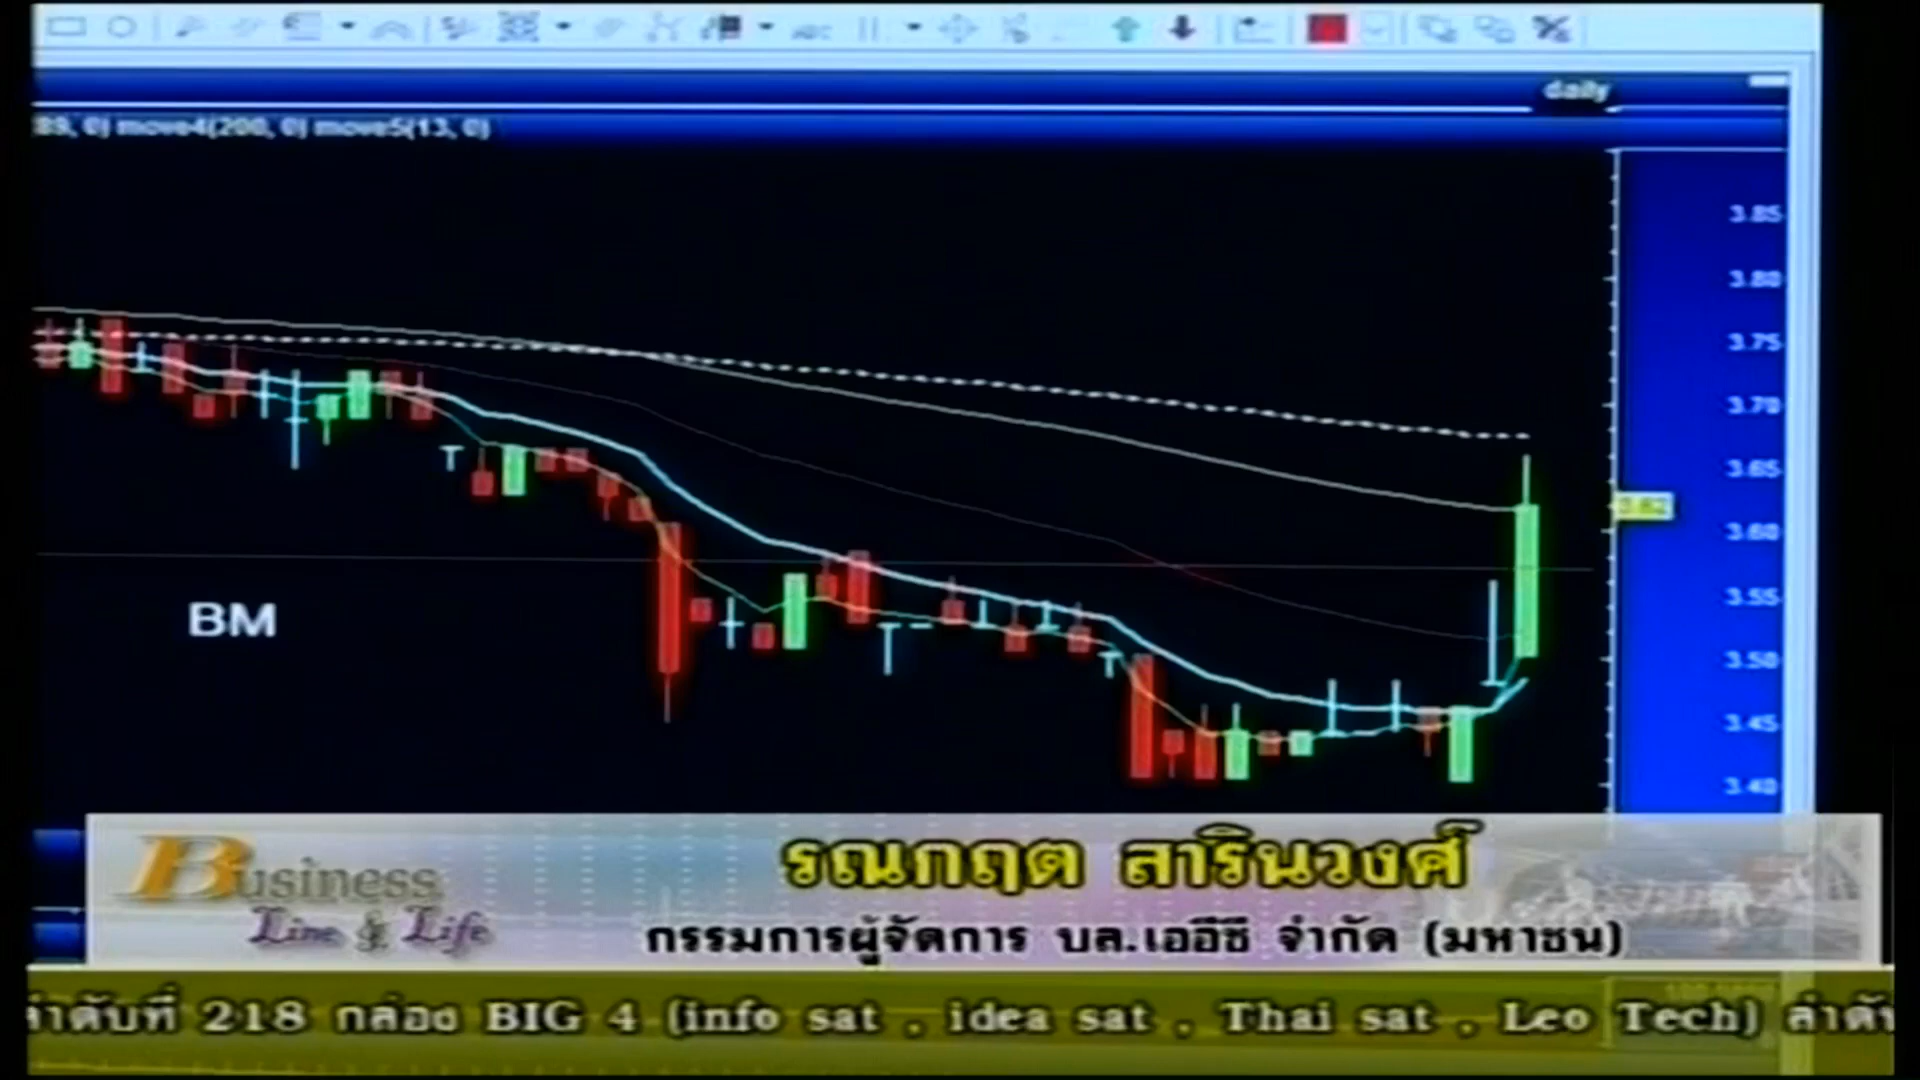 daily
89, 0) move4(200, 0) move5(13, 0)
3.85
3.80
3.75
3.70
3.65
3.62
3.60
3.55
3.50
3.45
3.40
BM
Business
Line & Life
รณกฤต สารินวงศ์
กรรมการผู้จัดการ บล.เออีซี จำกัด (มหาชน)
ลำดับที่ 218 กล่อง BIG 4 (info sat , idea sat , Thai sat , Leo Tech) ลำดับ